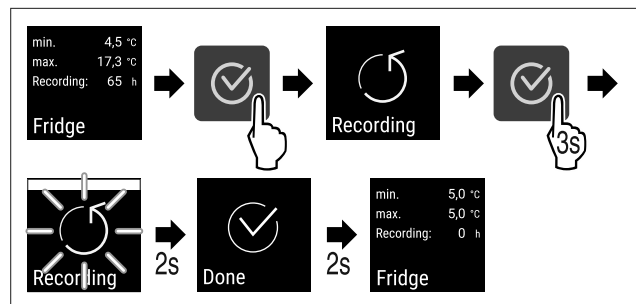 min. 4,5 °C
max. 17,3 °C
Recording: 65 h
Fridge
Recording
3s
Recording
2s
Done
2s
min. 5,0 °C
max. 5,0 °C
Recording: 0 h
Fridge